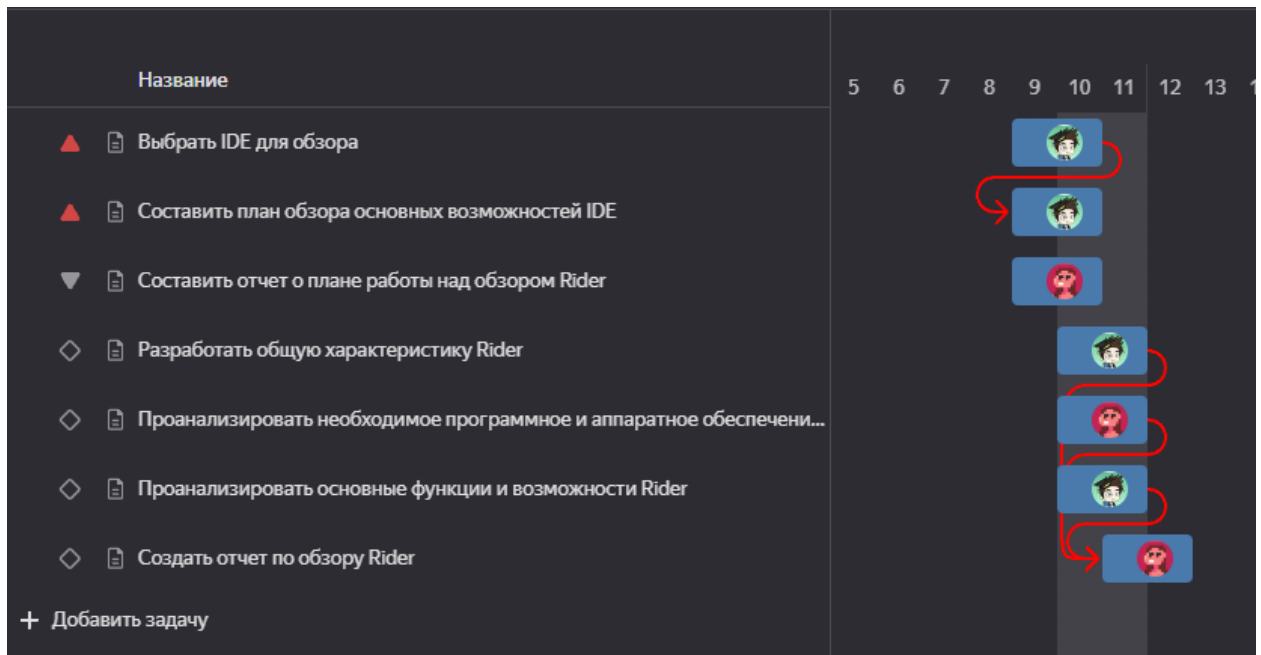 Название
5 6 7 8 9 10 11 12 13 1
Выбрать IDE для обзора
Составить план обзора основных возможностей IDE
Составить отчет о плане работы над обзором Rider
Разработать общую характеристику Rider
Проанализировать необходимое программное и аппаратное обеспечени...
Проанализировать основные функции и возможности Rider
Создать отчет по обзору Rider
+ Добавить задачу